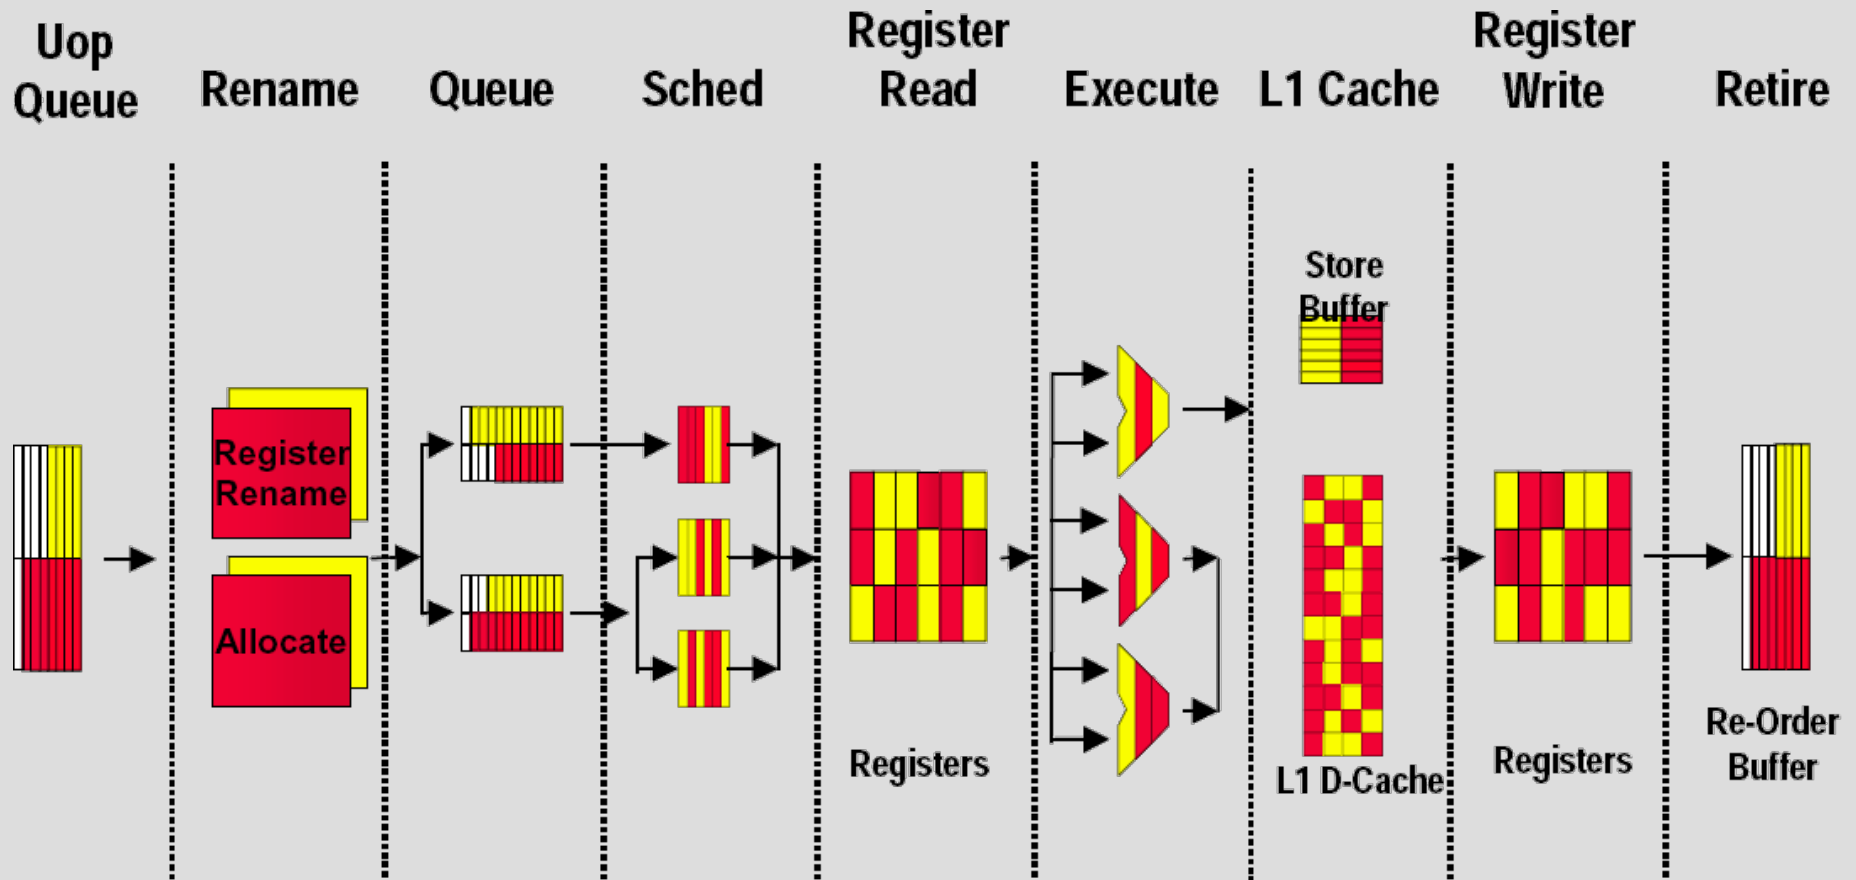 Uop
Queue
Rename
Queue
Sched
Register
Read
Execute
L1 Cache
Register
Write
Retire
Store
Buffer
Register
Rename
Allocate
Registers
L1 D-Cache
Registers
Re-Order
Buffer